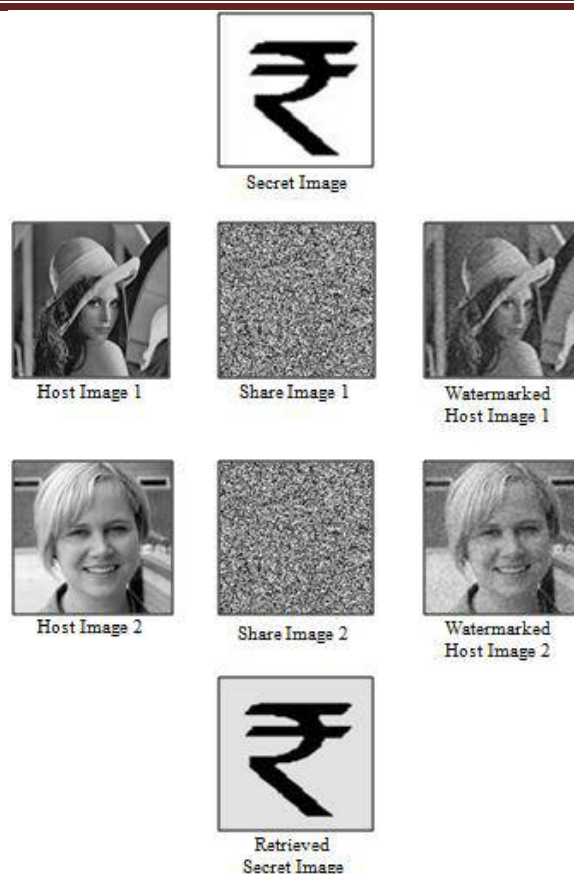 Secret Image
Host Image 1
Share Image 1
Watermarked
Host Image 1
Host Image 2
Share Image 2
Watermarked
Host Image 2
Retrieved
Secret Image